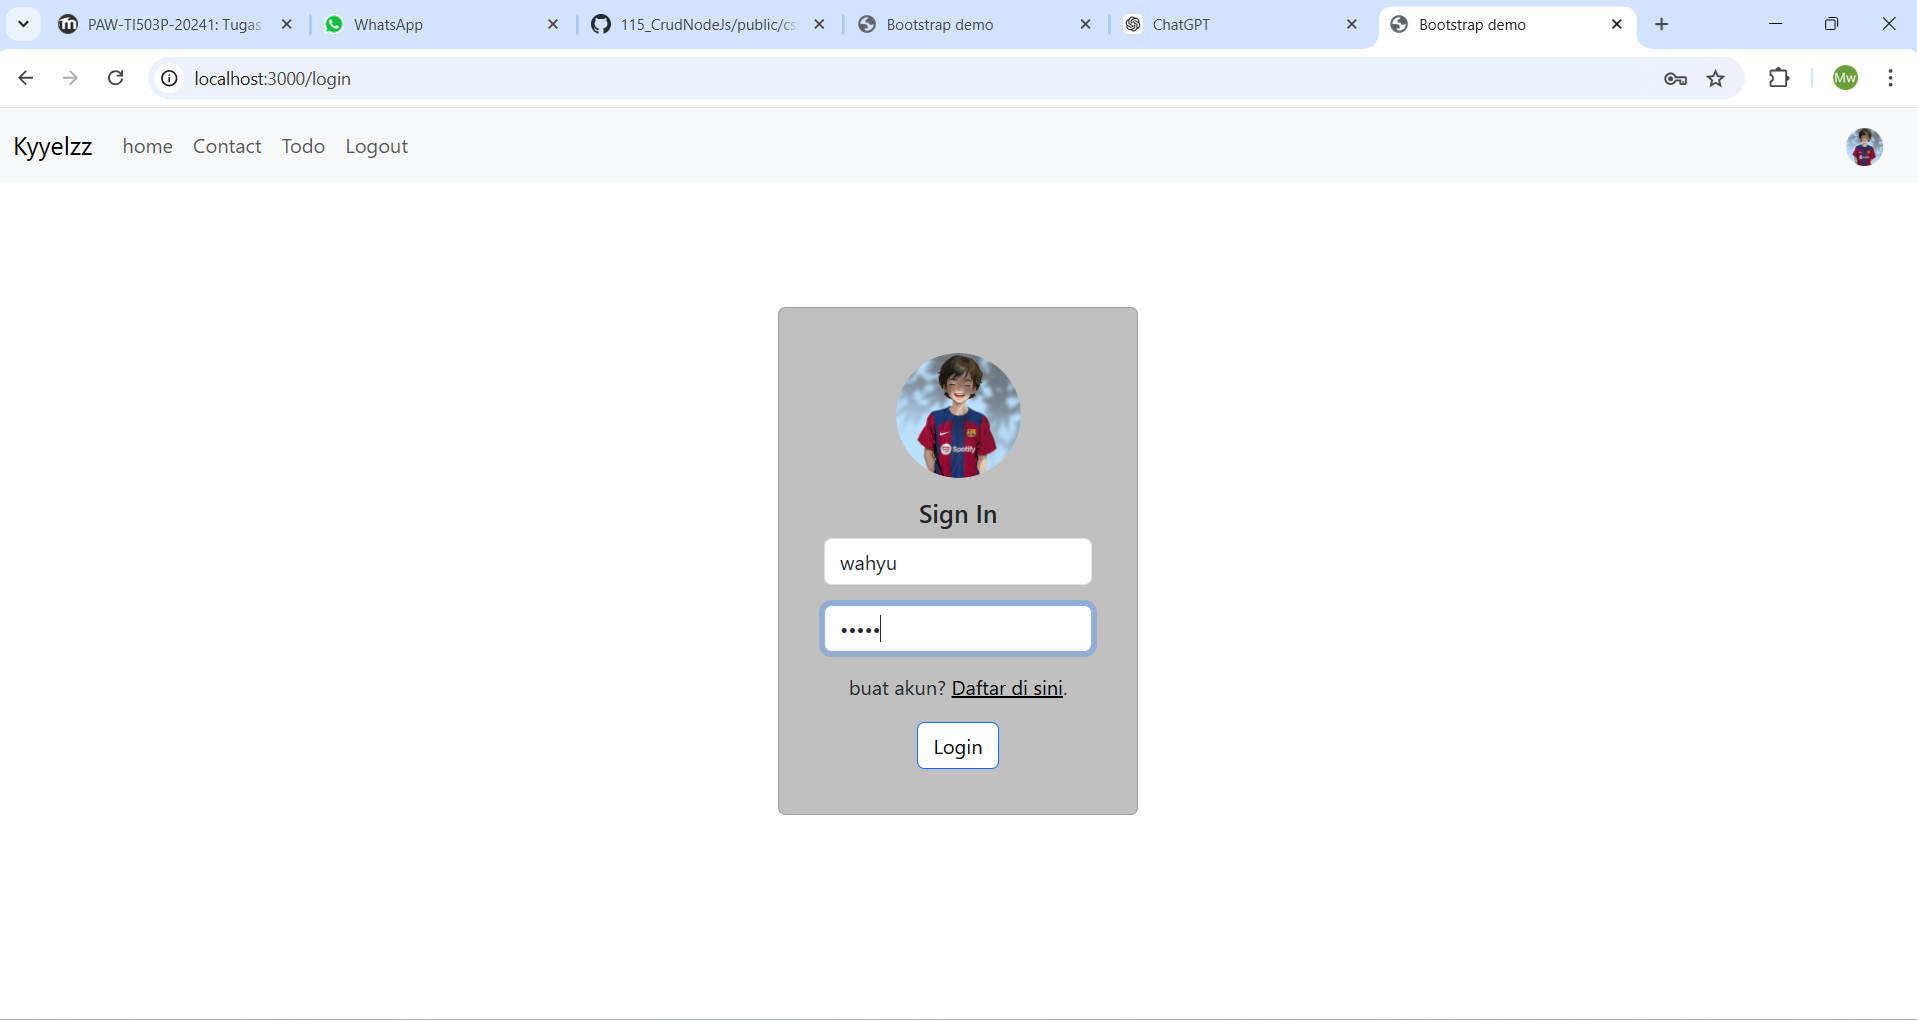 PAW-TI503P-20241: Tugas
WhatsApp
115_CrudNodeJs/public/cs
Bootstrap demo
ChatGPT
Bootstrap demo
localhost:3000/login
Mw
Kyyelzz home Contact Todo Logout
Spotify
Sign In
wahyu
•••••
buat akun? Daftar di sini.
Login